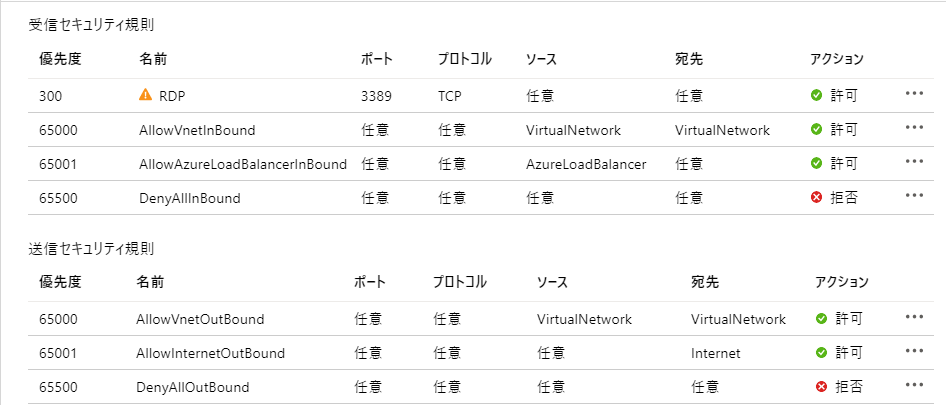 受信セキュリティ規則
優先度 名前 ポート プロトコル ソース 宛先 アクション
300 RDP 3389 TCP 任意 任意 許可
65000 AllowVnetInBound 任意 任意 VirtualNetwork VirtualNetwork 許可
65001 AllowAzureLoadBalancerInBound 任意 任意 AzureLoadBalancer 任意 許可
65500 DenyAllInBound 任意 任意 任意 任意 拒否
送信セキュリティ規則
優先度 名前 ポート プロトコル ソース 宛先 アクション
65000 AllowVnetOutBound 任意 任意 VirtualNetwork VirtualNetwork 許可
65001 AllowInternetOutBound 任意 任意 任意 Internet 許可
65500 DenyAllOutBound 任意 任意 任意 任意 拒否